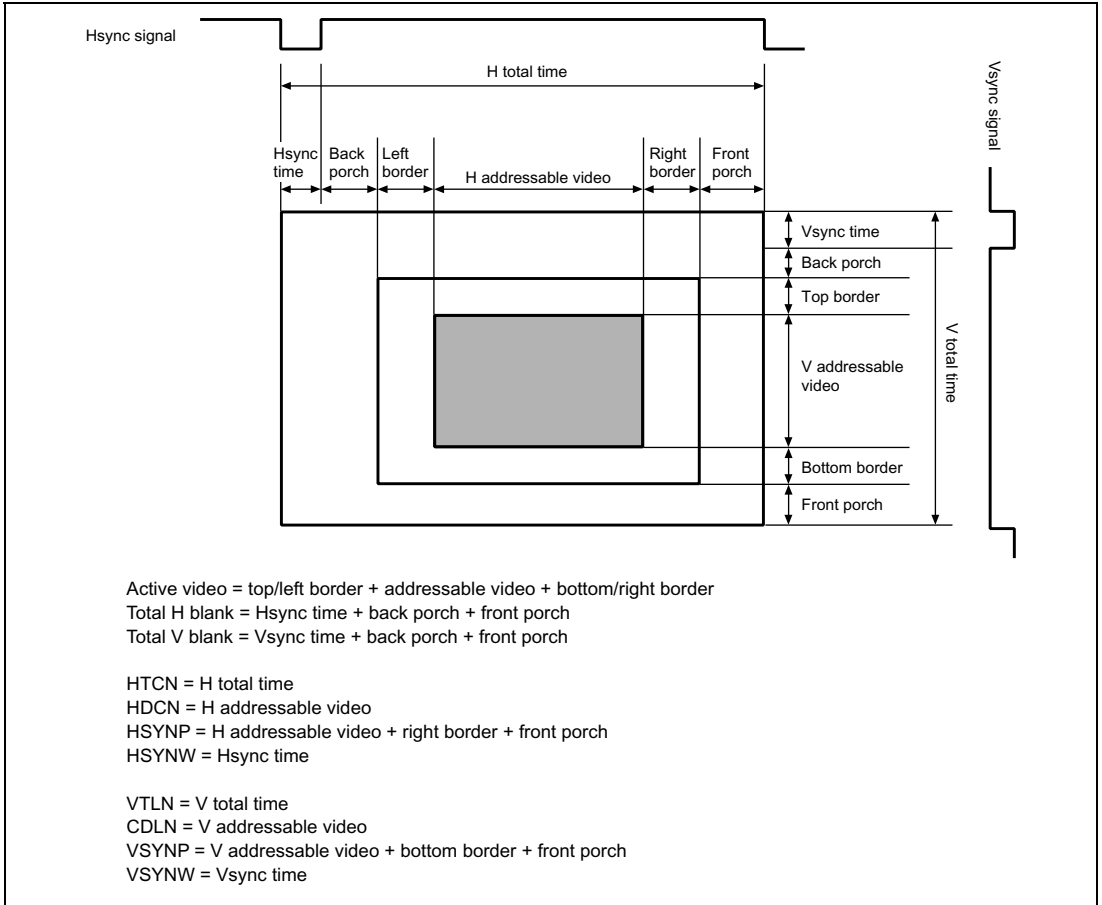 Hsync signal
H total time
Vsync signal
Hsync
time
Back
porch
Left
border
H addressable video
Right
border
Front
porch
Vsync time
Back porch
Top border
V addressable
video
V total time
Bottom border
Front porch
Active video = top/left border + addressable video + bottom/right border
Total H blank = Hsync time + back porch + front porch
Total V blank = Vsync time + back porch + front porch
HTCN = H total time
HDCN = H addressable video
HSYNP = H addressable video + right border + front porch
HSYNW = Hsync time
VTLN = V total time
CDLN = V addressable video
VSYNP = V addressable video + bottom border + front porch
VSYNW = Vsync time